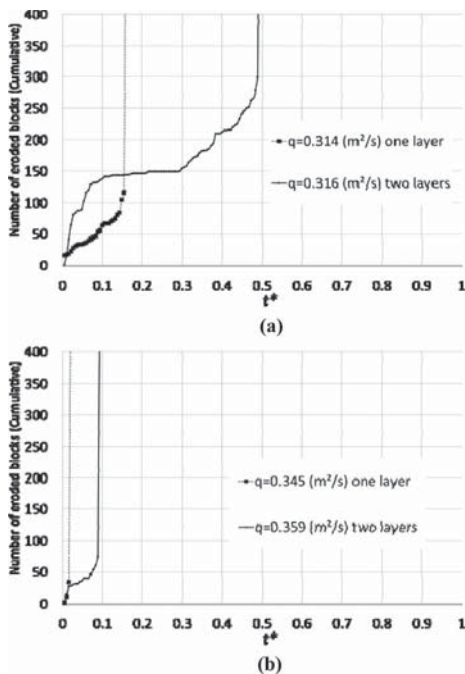 Number of eroded blocks (Cumulative)
400
350
300
250
200
150
100
50
0
q=0.314 (m²/s) one layer
q=0.316 (m²/s) two layers
0 0.1 0.2 0.3 0.4 0.5 0.6 0.7 0.8 0.9 1
t*
(a)
Number of eroded blocks (Cumulative)
400
350
300
250
200
150
100
50
0
q=0.345 (m²/s) one layer
q=0.359 (m²/s) two layers
0 0.1 0.2 0.3 0.4 0.5 0.6 0.7 0.8 0.9 1
t*
(b)